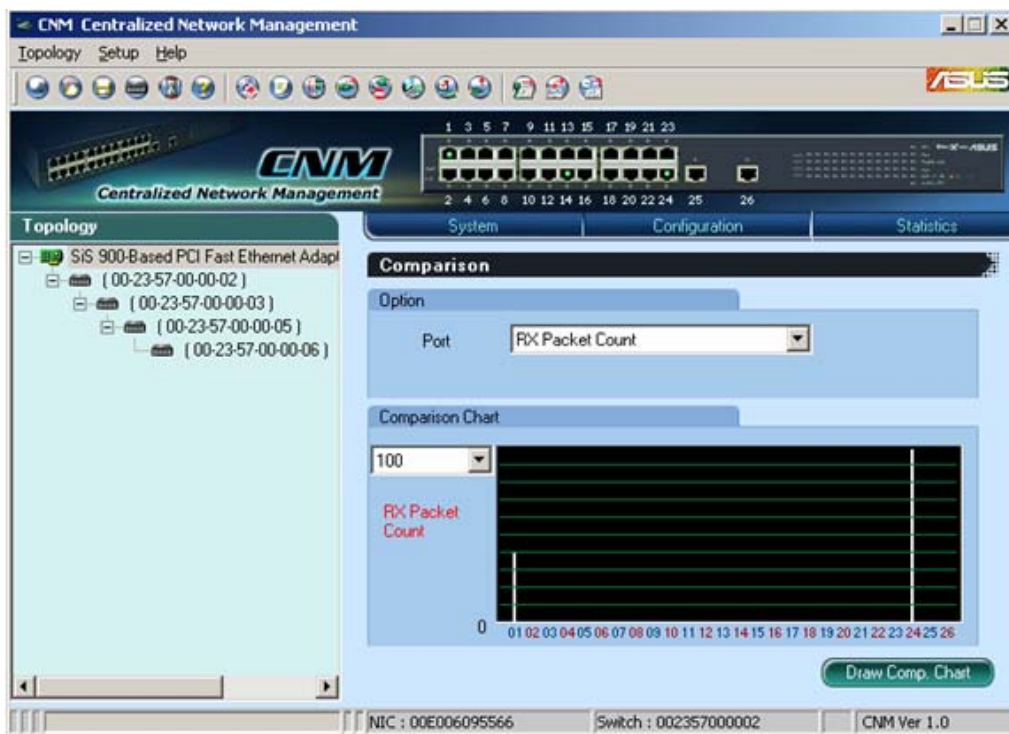 CNM Centralized Network Management
Topology Setup Help
ASUS
1 3 5 7 9 11 13 15 17 19 21 23
CNM
Centralized Network Management
2 4 6 8 10 12 14 16 18 20 22 24 25 26
Topology
System Configuration Statistics
SiS 900-Based PCI Fast Ethernet Adapt
( 00-23-57-00-00-02 )
( 00-23-57-00-00-03 )
( 00-23-57-00-00-05 )
( 00-23-57-00-00-06 )
Comparison
Option
Port RX Packet Count
Comparison Chart
100
RX Packet
Count
0
01 02 03 04 05 06 07 08 09 10 11 12 13 14 15 16 17 18 19 20 21 22 23 24 25 26
Draw Comp. Chart
NIC : 00E006095566 Switch : 002357000002 CNM Ver 1.0